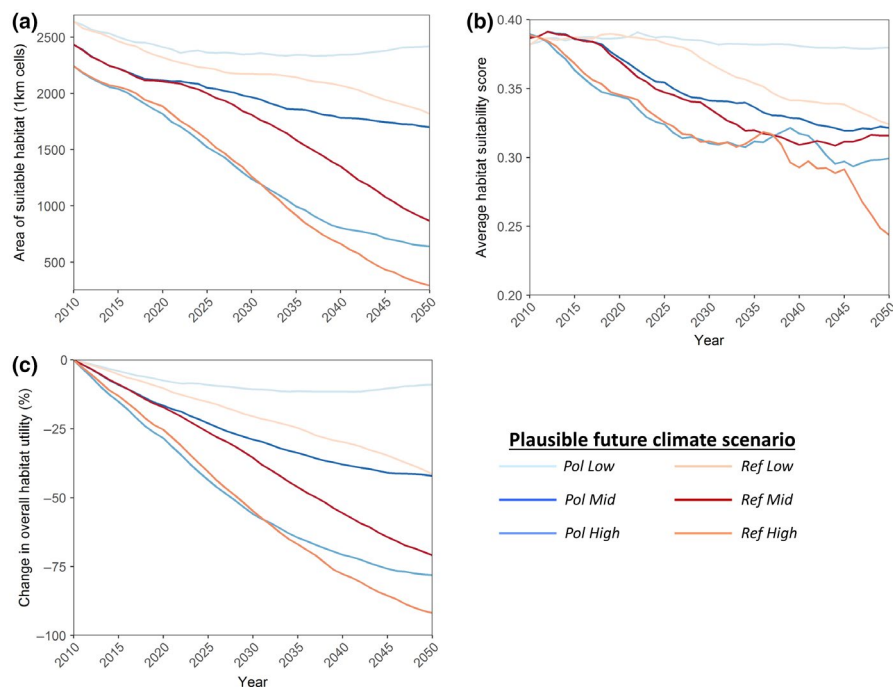 (a)
Area of suitable habitat (1km cells)
2500
2000
1500
1000
500
2010 2015 2020 2025 2030 2035 2040 2045 2050
(b)
Average habitat suitability score
0.40
0.35
0.30
0.25
0.20
2010 2015 2020 2025 2030 2035 2040 2045 2050
Year
(c)
Change in overall habitat utility (%)
0
−25
−50
−75
−100
2010 2015 2020 2025 2030 2035 2040 2045 2050
Year
Plausible future climate scenario
Pol Low Ref Low
Pol Mid Ref Mid
Pol High Ref High